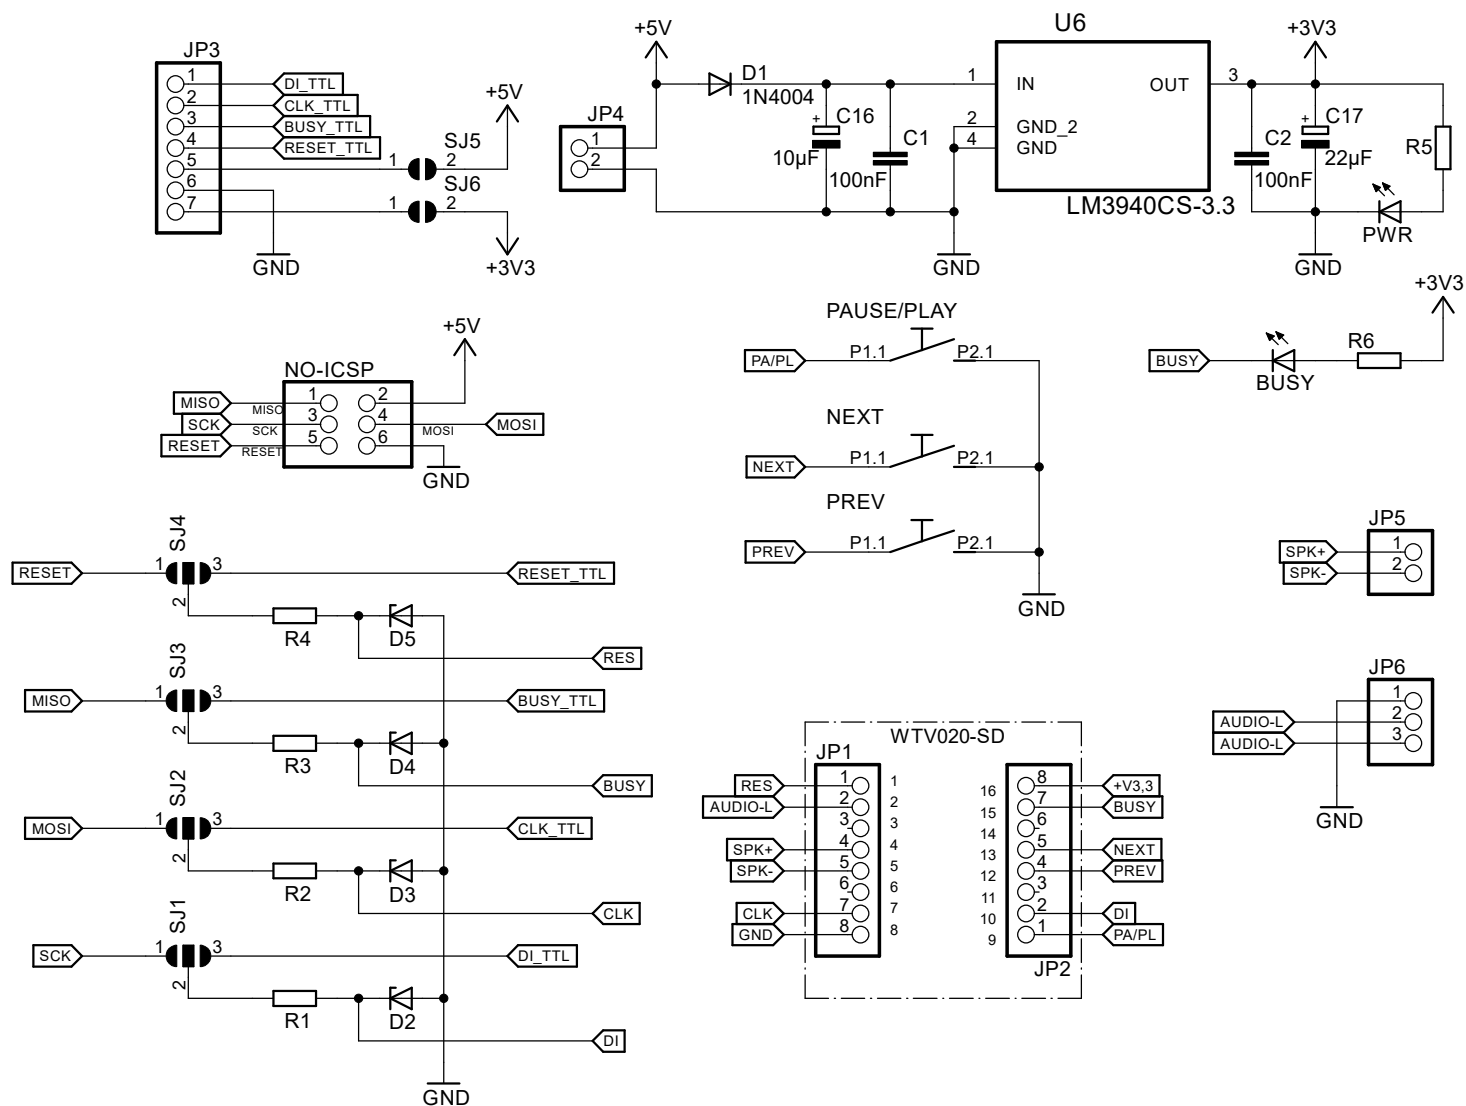 JP3
1
DI_TTL
2
CLK_TTL
3
BUSY_TTL
4
RESET_TTL
5
6
7
1 SJ5 2
+5V
1 SJ6 2
+3V3
GND
+5V
JP4
1
2
D1
1N4004
+
C16
10µF
C1
100nF
U6
1 IN
2 GND_2
4 GND
OUT 3
LM3940CS-3.3
GND
+3V3
C2
100nF
+
C17
22µF
R5
PWR
GND
NO-ICSP
+5V
MISO MISO 1 2
SCK SCK 3 4 MOSI MOSI
RESET RESET 5 6
GND
PAUSE/PLAY
PA/PL P1.1 P2.1
NEXT
NEXT P1.1 P2.1
PREV
PREV P1.1 P2.1
GND
+3V3
BUSY
BUSY
R6
SJ4
RESET 1 3 RESET_TTL
2
R4
D5
RES
SJ3
MISO 1 3 BUSY_TTL
2
R3
D4
BUSY
SJ2
MOSI 1 3 CLK_TTL
2
R2
D3
CLK
SJ1
SCK 1 3 DI_TTL
2
R1
D2
DI
GND
WTV020-SD
JP1
RES 1 1
AUDIO-L 2 2
3 3
SPK+ 4 4
SPK- 5 5
6 6
CLK 7 7
GND 8 8
16 8 +V3,3
15 7 BUSY
14 6
13 5 NEXT
12 4 PREV
11 3
10 2 DI
9 1 PA/PL
JP2
JP5
SPK+ 1
SPK- 2
JP6
1
AUDIO-L 2
AUDIO-L 3
GND